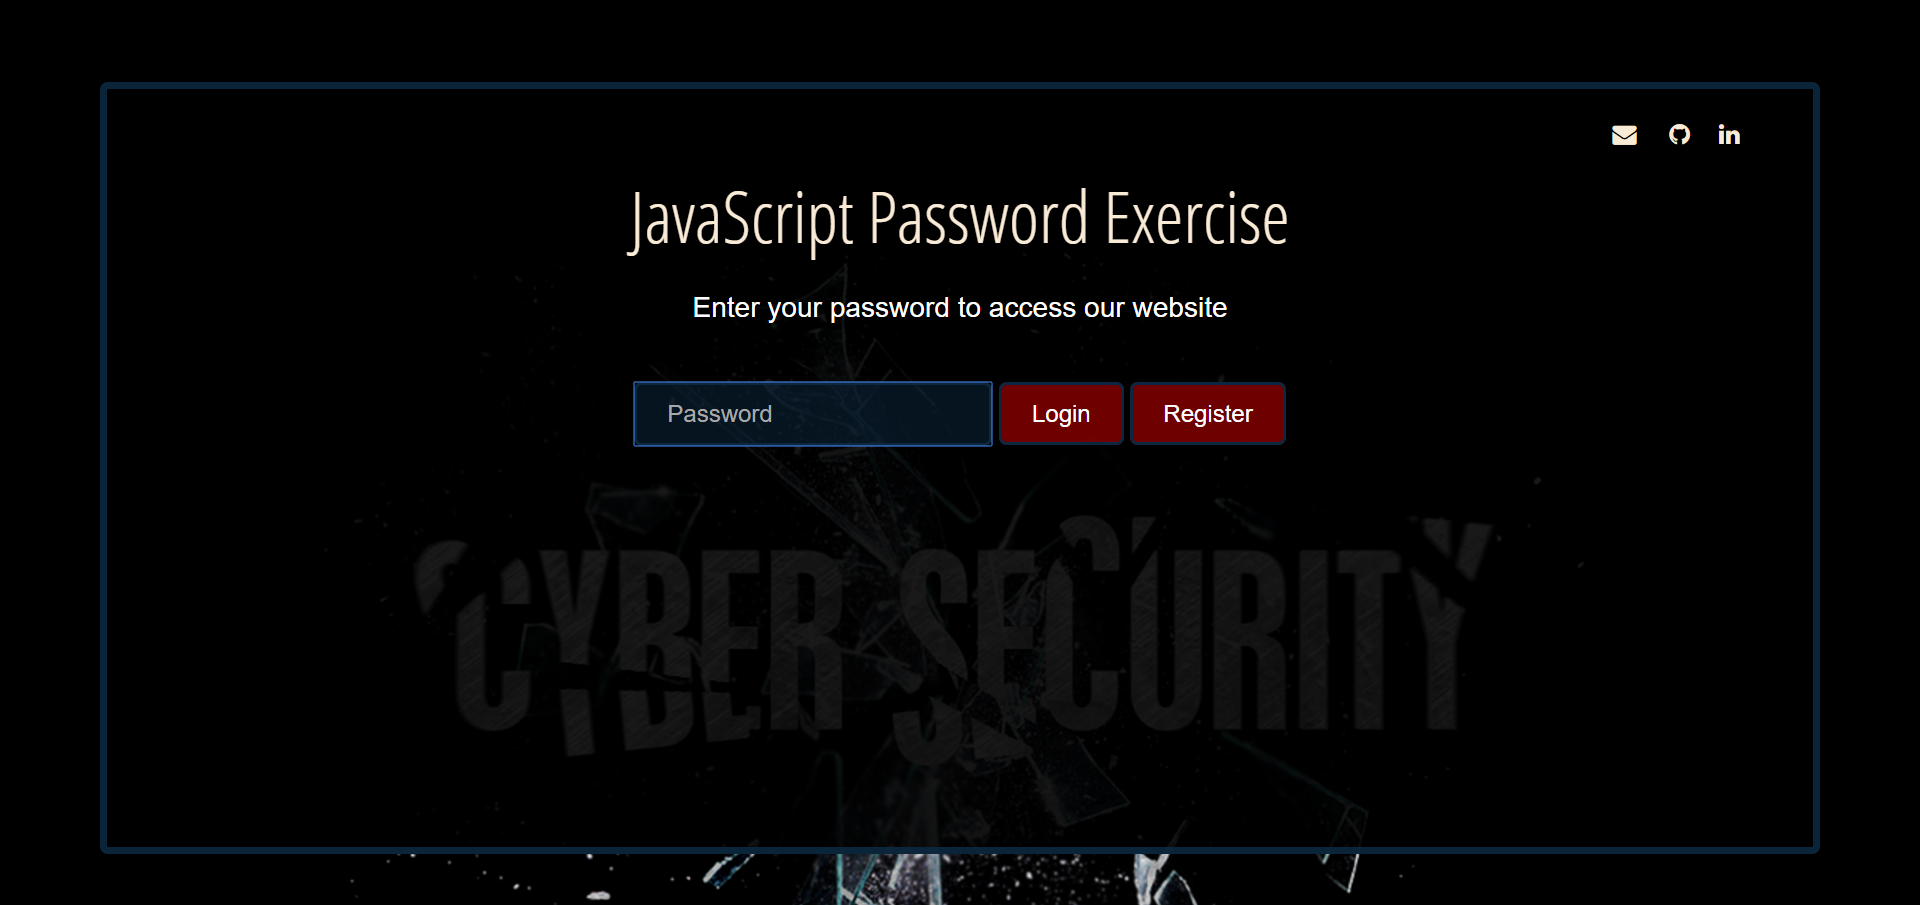 JavaScript Password Exercise
Enter your password to access our website
Password Login Register
CYBER SECURITY